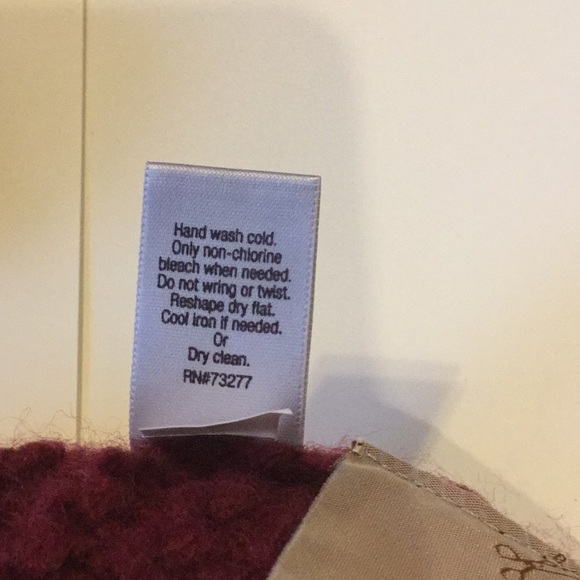 Hand wash cold.
Only non-chlorine
bleach when needed.
Do not wring or twist.
Reshape dry flat.
Cool iron if needed.
Or
Dry clean.
RN#73277